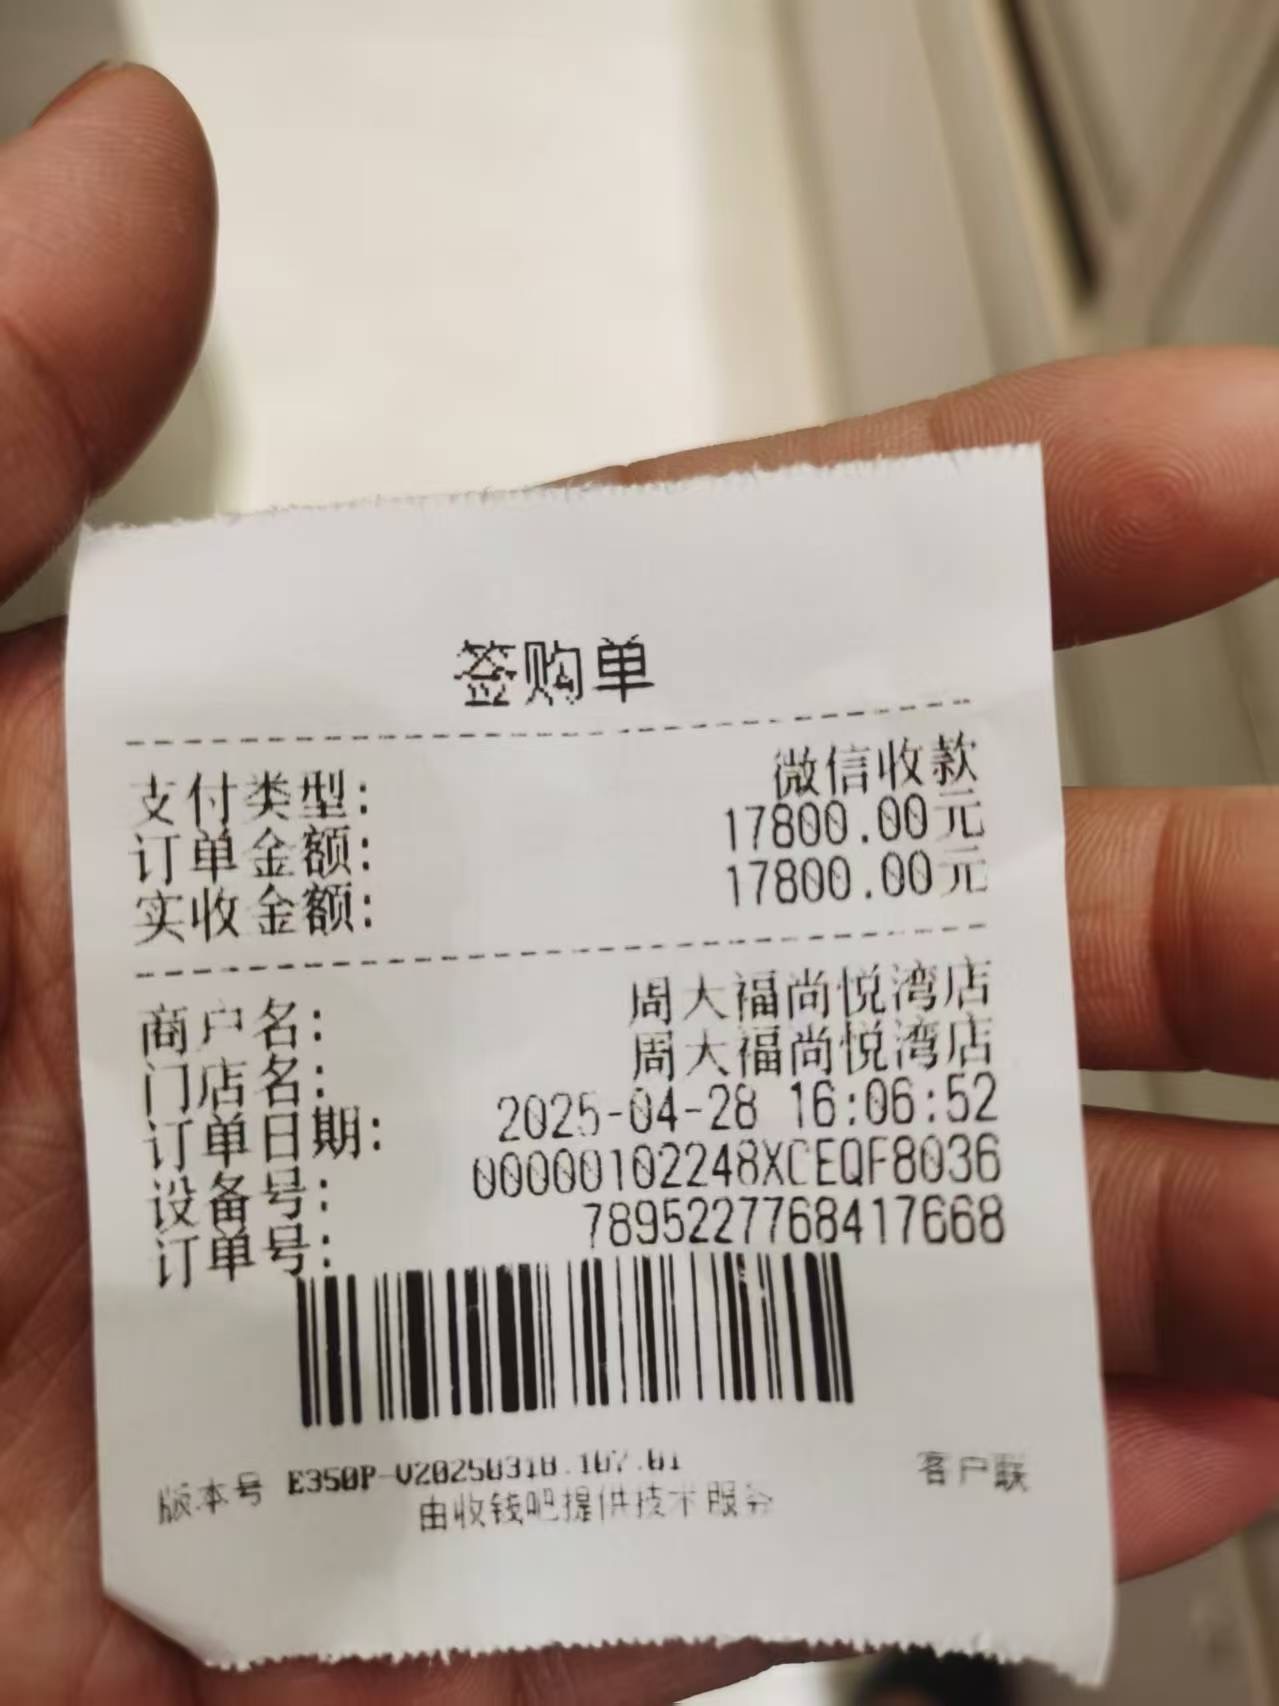 签购单
支付类型: 微信收款
订单金额: 17800.00元
实收金额: 17800.00元
商户名: 周大福尚悦湾店
门店名: 周大福尚悦湾店
订单日期: 2025-04-28 16:06:52
设备号: 00000102248XCEQF8036
订单号: 7895227768417668
版本号 E350P-V20250318.107.01 客户联
由收钱吧提供技术服务